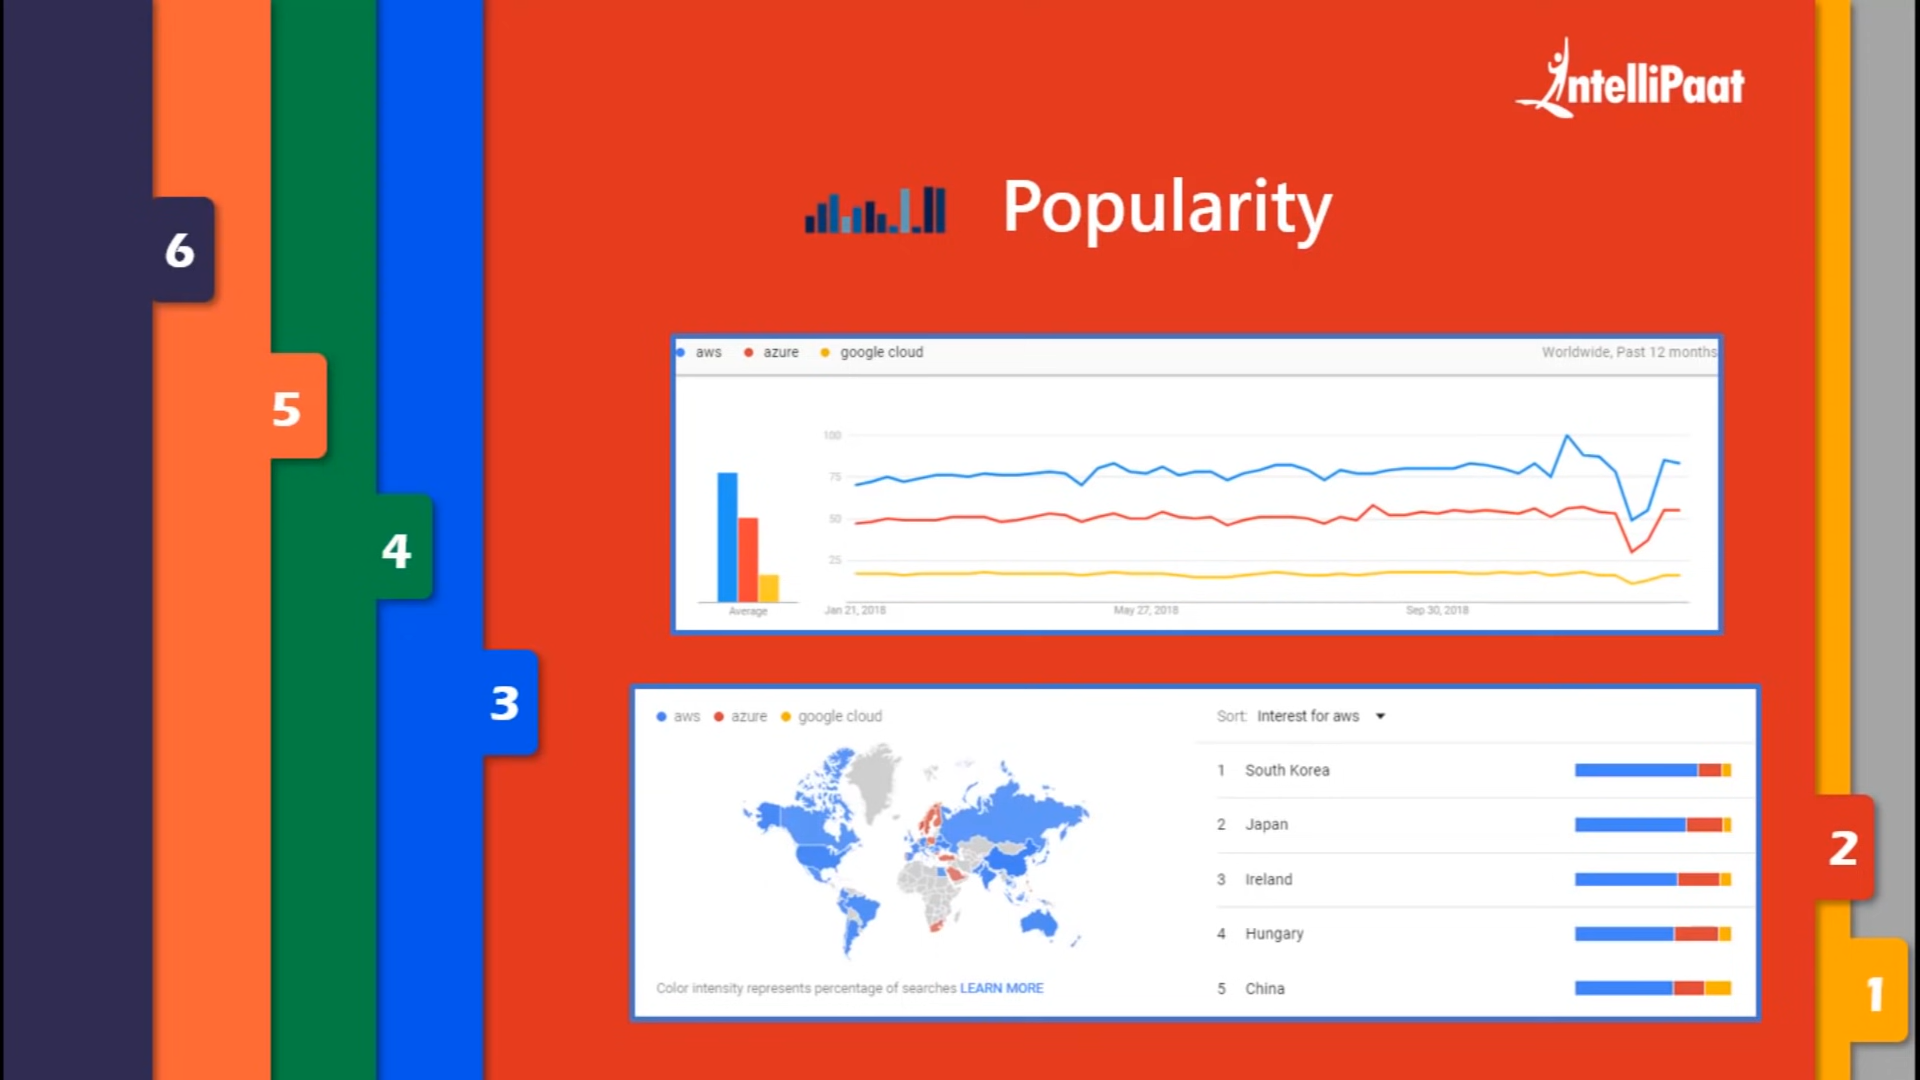 IntelliPaat
Popularity
aws azure google cloud Worldwide, Past 12 months
100
75
50
25
Average Jan 21, 2018 May 27, 2018 Sep 30, 2018
aws azure google cloud
Color intensity represents percentage of searches LEARN MORE
Sort: Interest for aws
1 South Korea
2 Japan
3 Ireland
4 Hungary
5 China
6
5
4
3
2
1